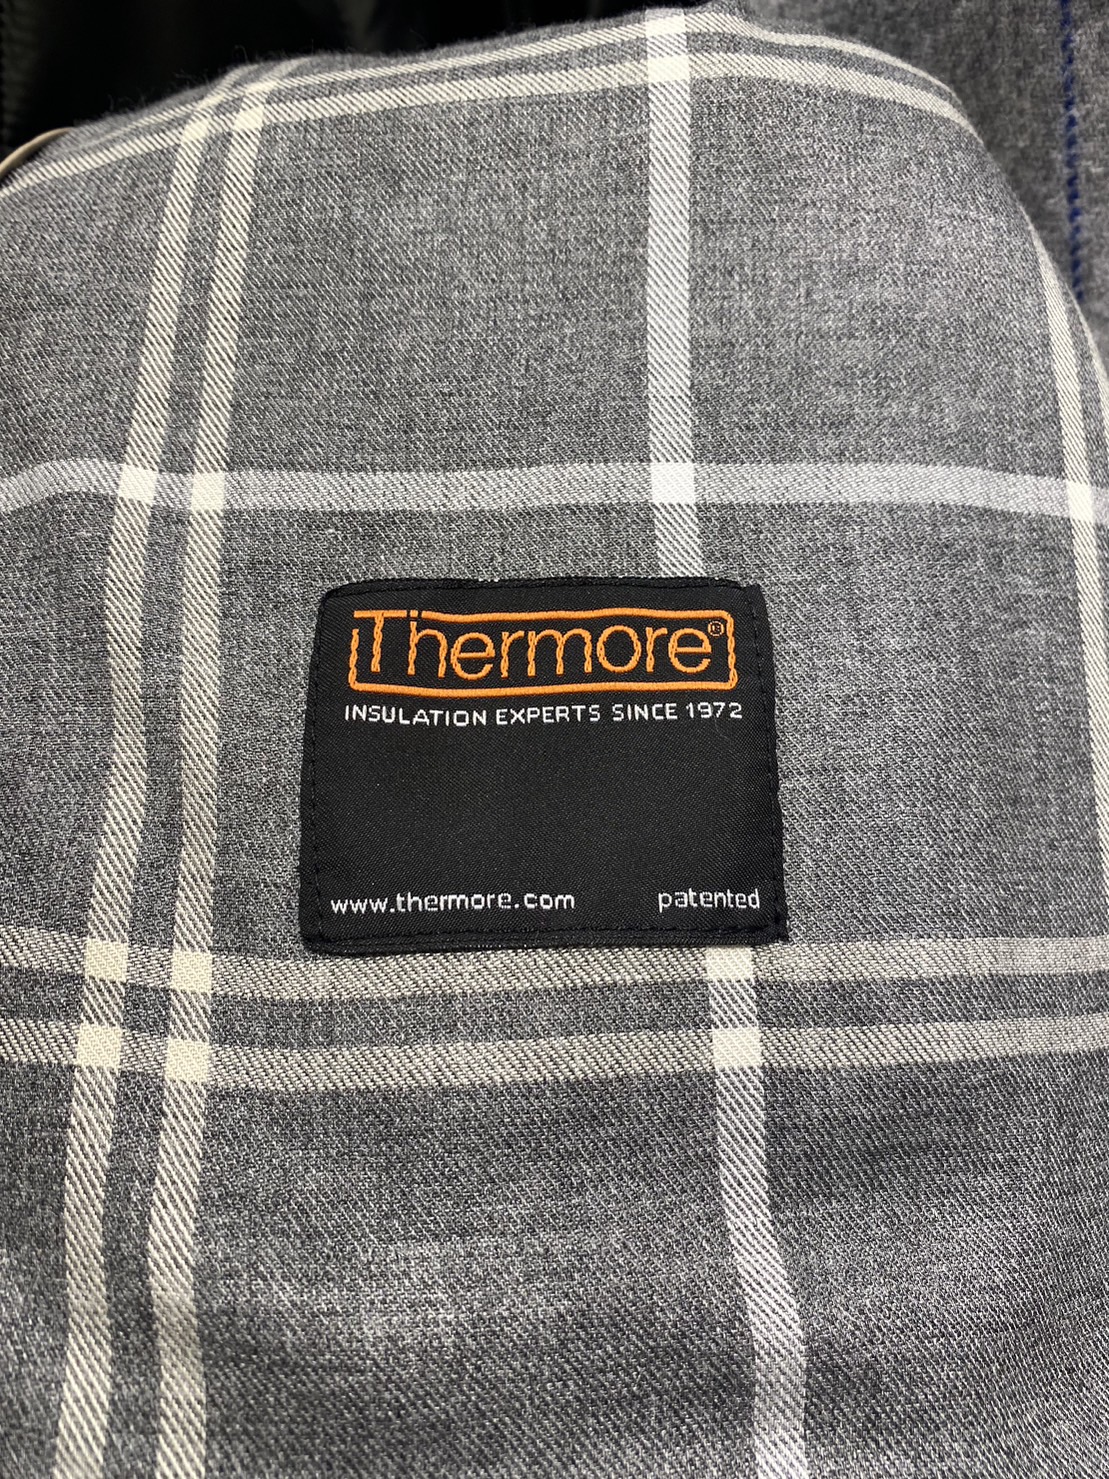 Thermore®
INSULATION EXPERTS SINCE 1972
www.thermore.com patented